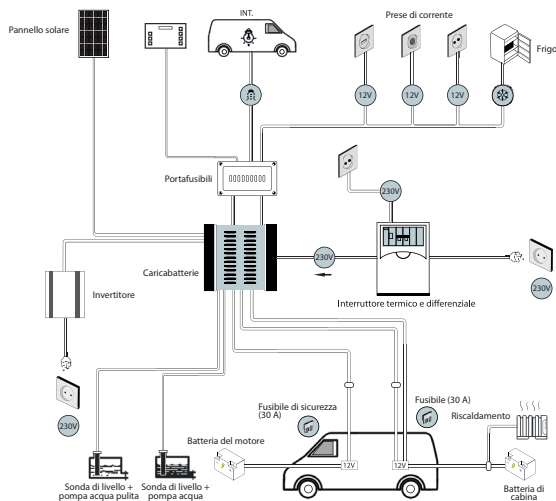 INT.
Prese di corrente
Pannello solare
Frigo
12V
12V
12V
Portafusibili
230V
Caricabatterie
230V
Interruttore termico e differenziale
230V
Invertitore
230V
Fusibile di sicurezza
(30 A)
Fusibile (30 A)
Riscaldamento
Batteria del motore
12V
12V
Sonda di livello +
pompa acqua pulita
Sonda di livello +
pompa acqua
Batteria di
cabina